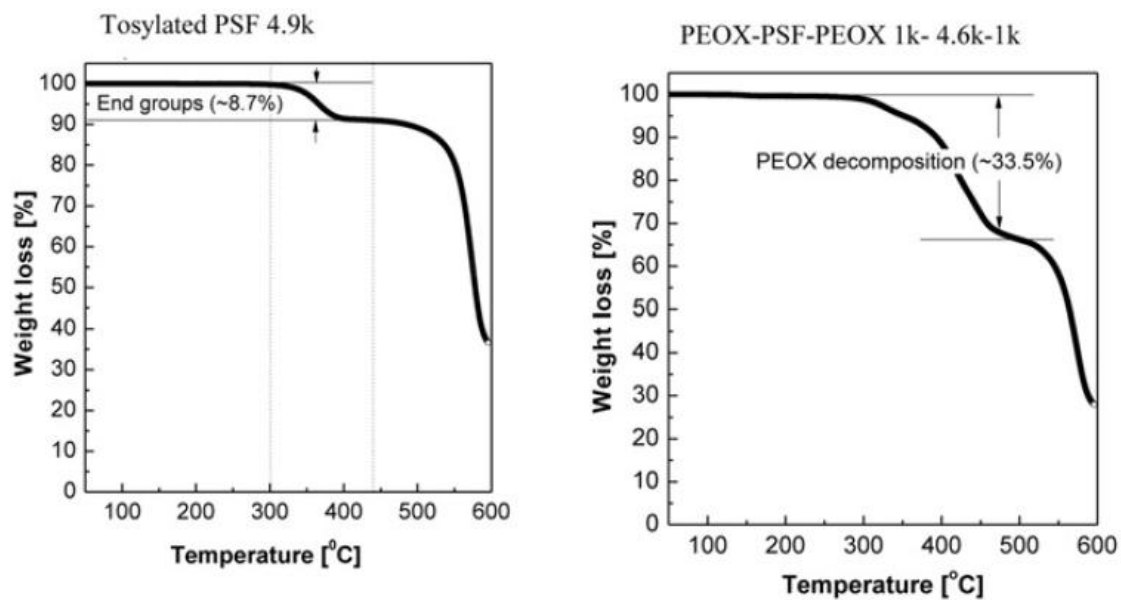 Tosylated PSF 4.9k
Weight loss [%]
100
90
80
70
60
50
40
30
20
10
0
End groups (~8.7%)
100 200 300 400 500 600
Temperature [°C]
PEOX-PSF-PEOX 1k- 4.6k-1k
Weight loss [%]
100
90
80
70
60
50
40
30
20
10
0
PEOX decomposition (~33.5%)
100 200 300 400 500 600
Temperature [°C]